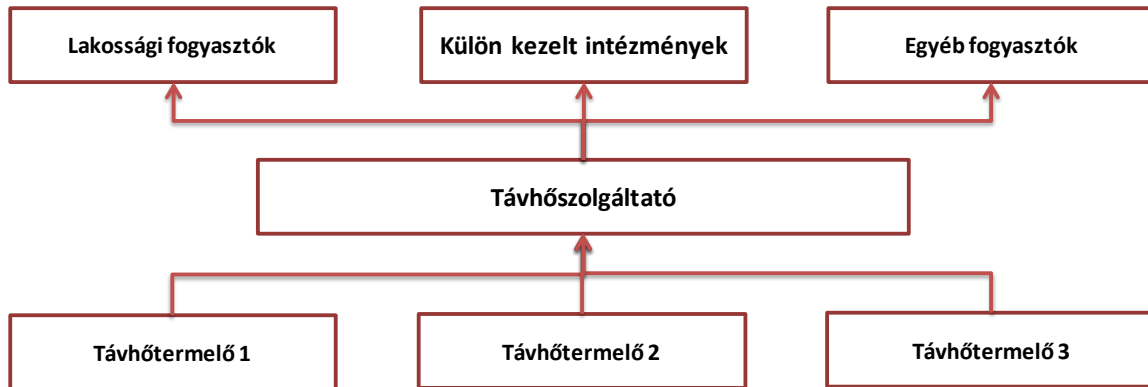 Lakossági fogyasztók
Külön kezelt intézmények
Egyéb fogyasztók
Távhőszolgáltató
Távhőtermelő 1
Távhőtermelő 2
Távhőtermelő 3